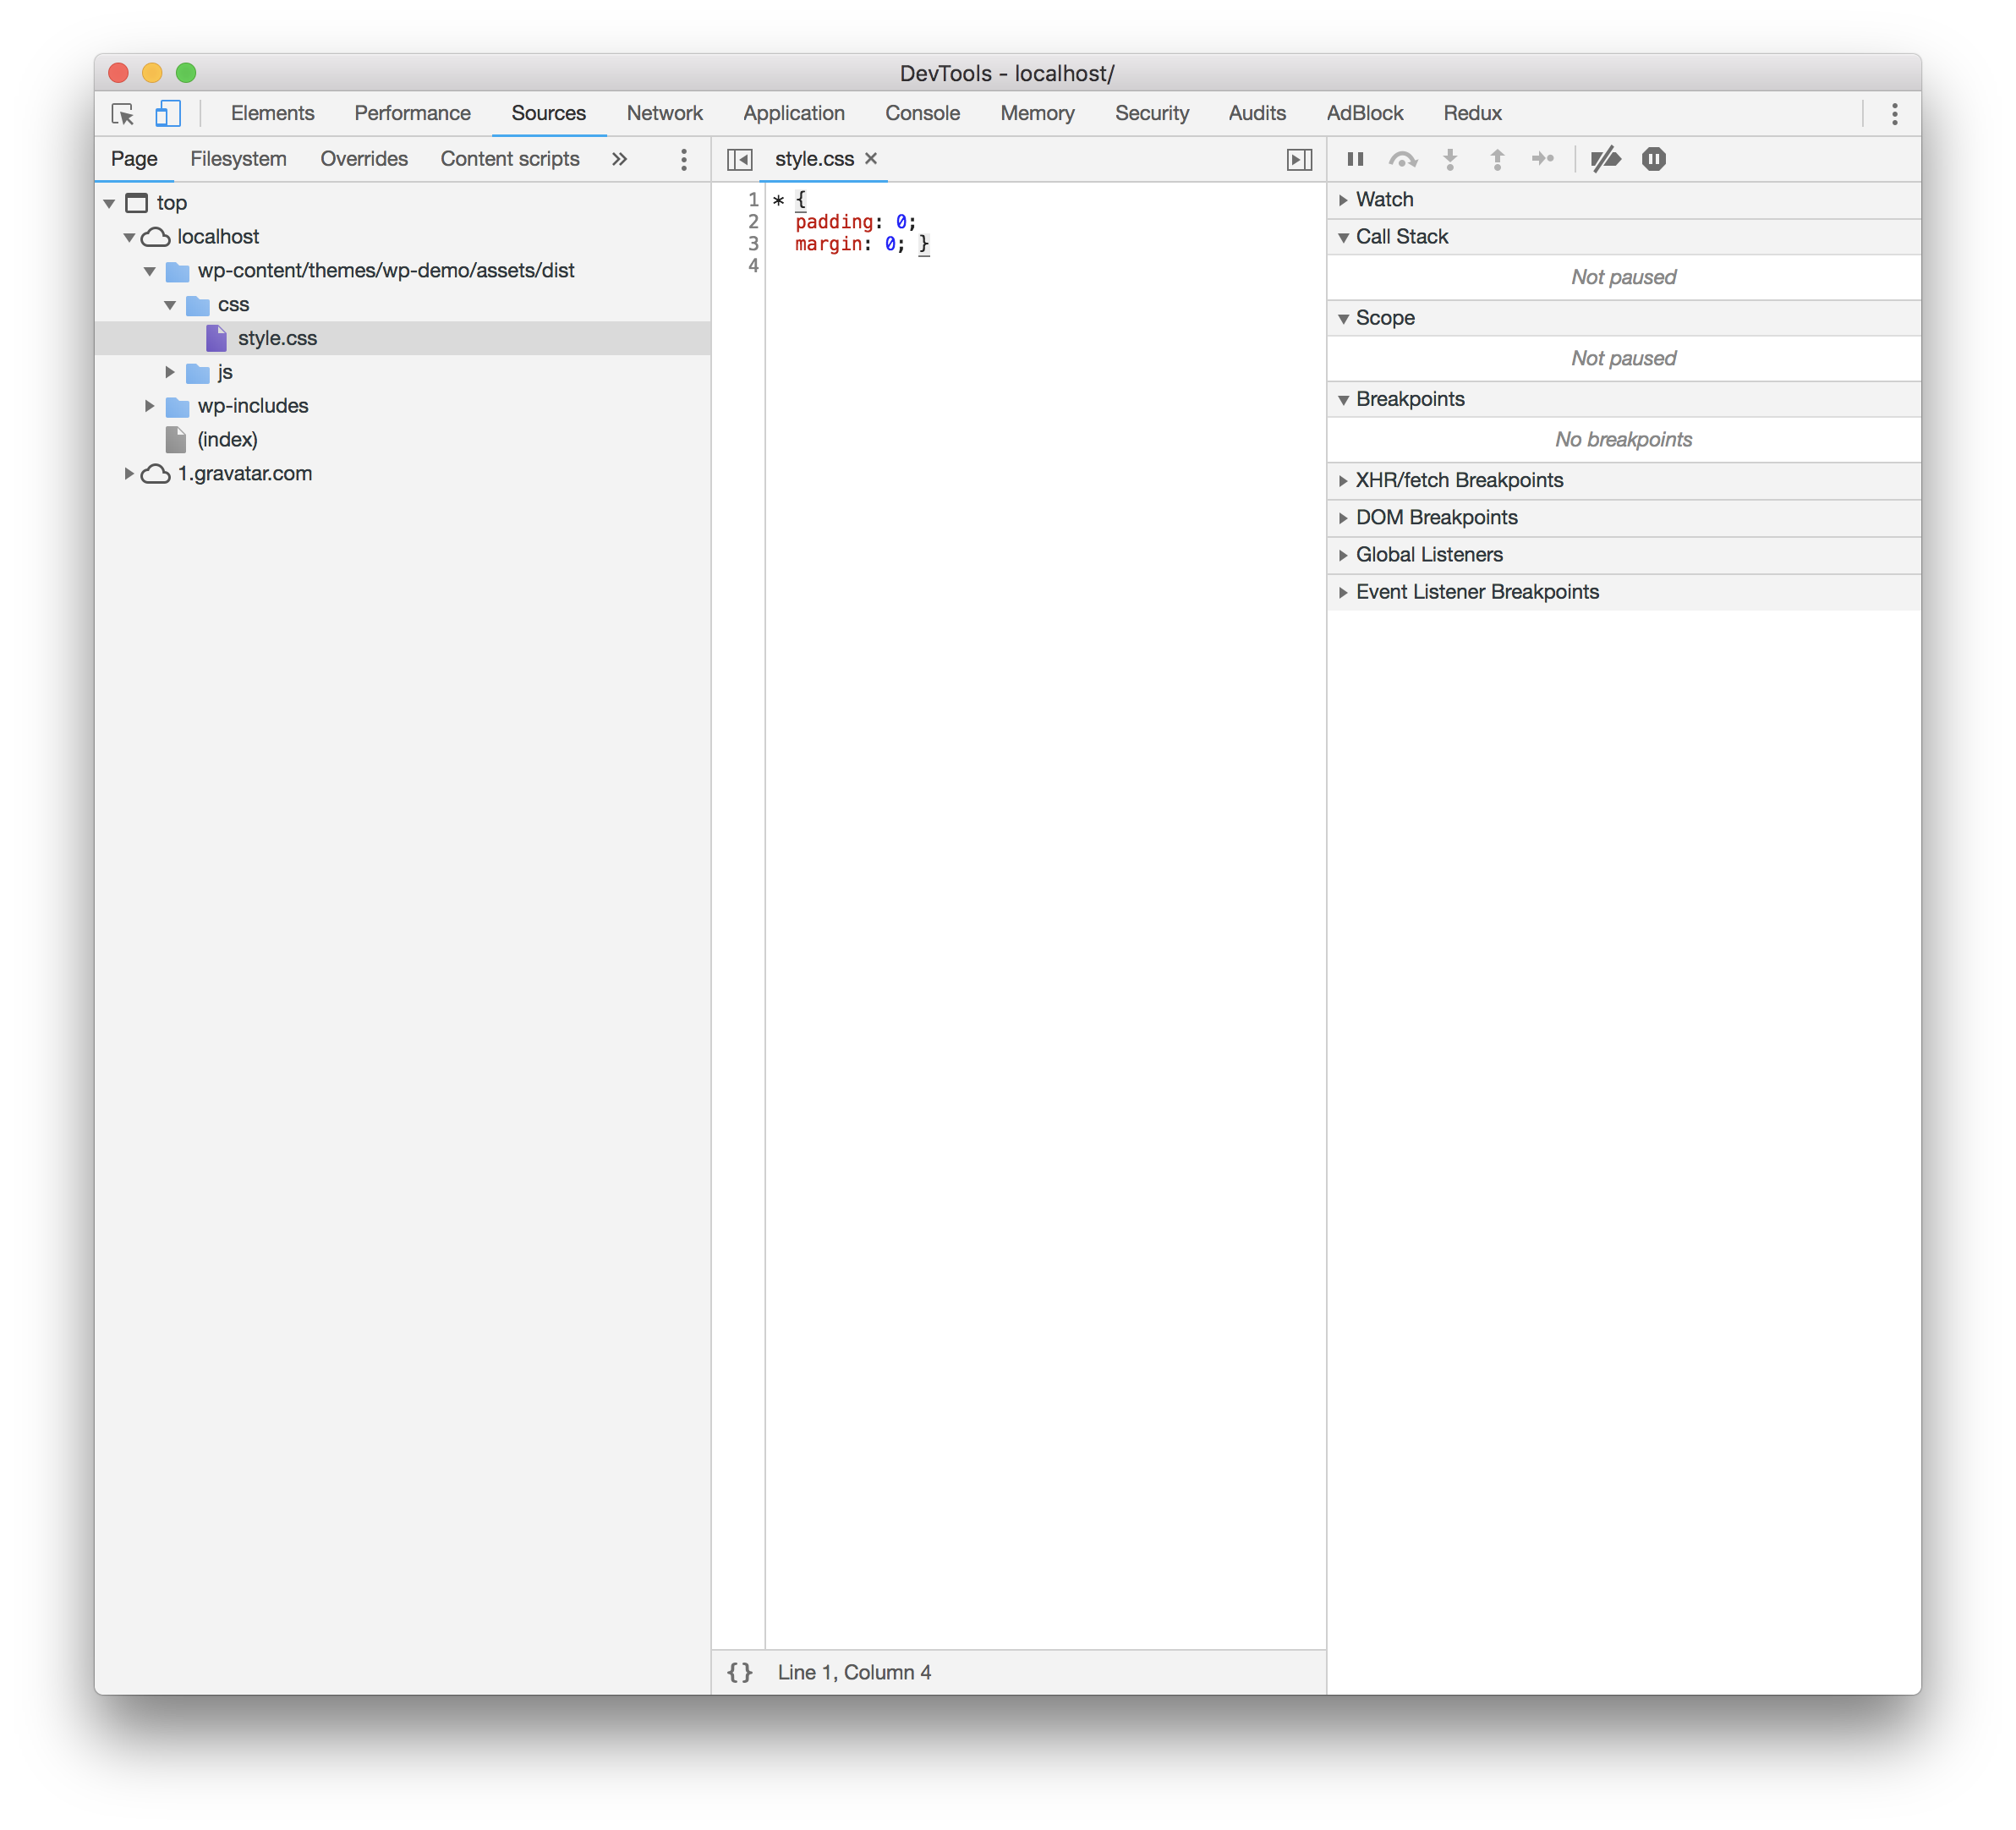 DevTools - localhost/
Elements Performance Sources Network Application Console Memory Security Audits AdBlock Redux
Page Filesystem Overrides Content scripts »
top
localhost
wp-content/themes/wp-demo/assets/dist
css
style.css
js
wp-includes
(index)
1.gravatar.com
style.css ×
1 * {
2 padding: 0;
3 margin: 0; }
4
{} Line 1, Column 4
Watch
Call Stack
Not paused
Scope
Not paused
Breakpoints
No breakpoints
XHR/fetch Breakpoints
DOM Breakpoints
Global Listeners
Event Listener Breakpoints